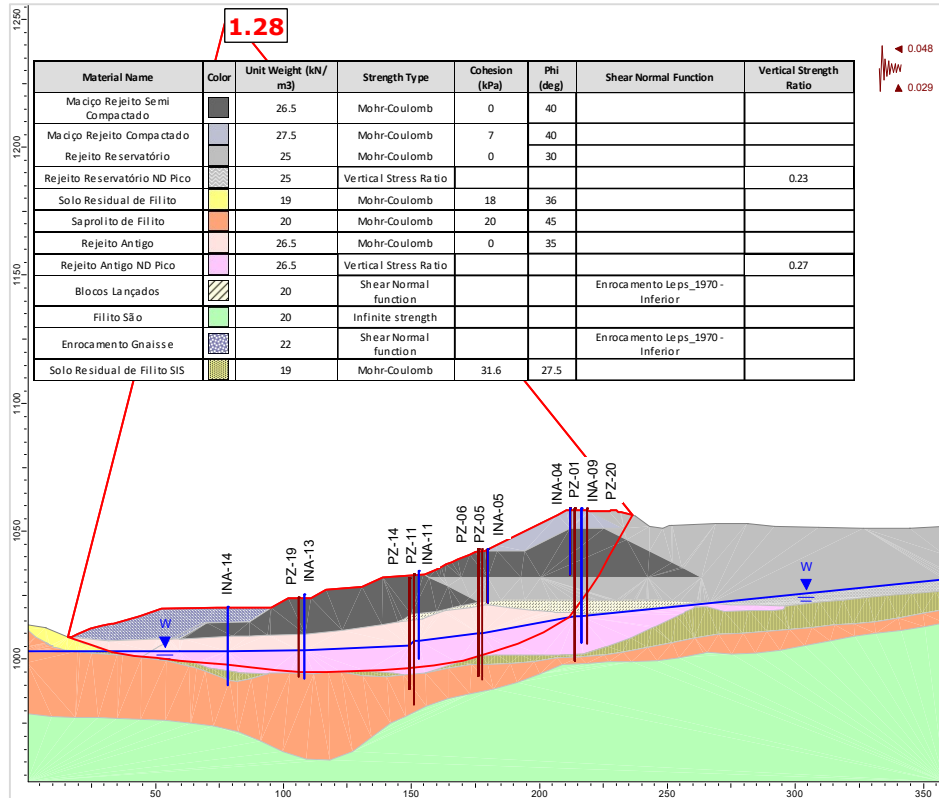 1.28
0.048
0.029
Material Name Color Unit Weight (kN/
m3) Strength Type Cohesion
(kPa) Phi
(deg) Shear Normal Function Vertical Strength
Ratio
Maciço Rejeito Semi
Compactado 26.5 Mohr-Coulomb 0 40
Maciço Rejeito Compactado 27.5 Mohr-Coulomb 7 40
Rejeito Reservatório 25 Mohr-Coulomb 0 30
Rejeito Reservatório ND Pico 25 Vertical Stress Ratio 0.23
Solo Residual de Filito 19 Mohr-Coulomb 18 36
Saprolito de Filito 20 Mohr-Coulomb 20 45
Rejeito Antigo 26.5 Mohr-Coulomb 0 35
Rejeito Antigo ND Pico 26.5 Vertical Stress Ratio 0.27
Blocos Lançados 20 Shear Normal
function Enrocamento Leps_1970 -
Inferior
Filito São 20 Infinite strength
Enrocamento Gnaisse 22 Shear Normal
function Enrocamento Leps_1970 -
Inferior
Solo Residual de Filito SIS 19 Mohr-Coulomb 31.6 27.5
1250
1200
1150
1100
1050
1000
INA-14
PZ-19
INA-13
PZ-14
PZ-11
INA-11
PZ-06
PZ-05
INA-05
INA-04
PZ-01
INA-09
PZ-20
W
W
50 100 150 200 250 300 350